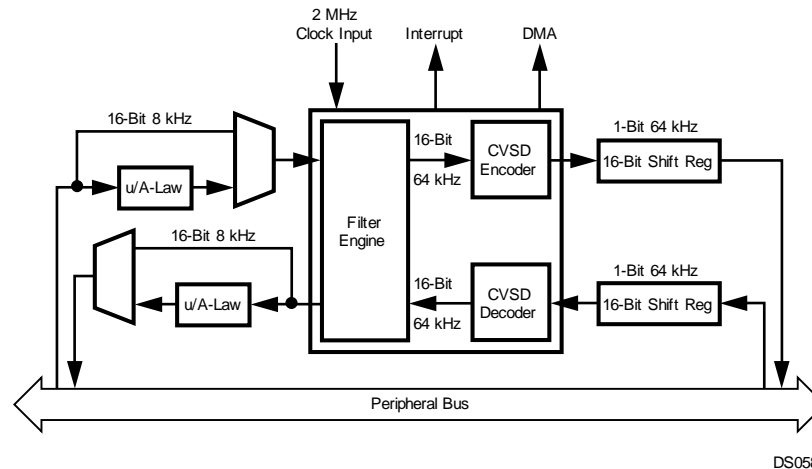 2 MHz
Clock Input
Interrupt
DMA
16-Bit 8 kHz
u/A-Law
16-Bit
64 kHz
CVSD
Encoder
1-Bit 64 kHz
16-Bit Shift Reg
Filter
Engine
16-Bit 8 kHz
u/A-Law
16-Bit
64 kHz
CVSD
Decoder
1-Bit 64 kHz
16-Bit Shift Reg
Peripheral Bus